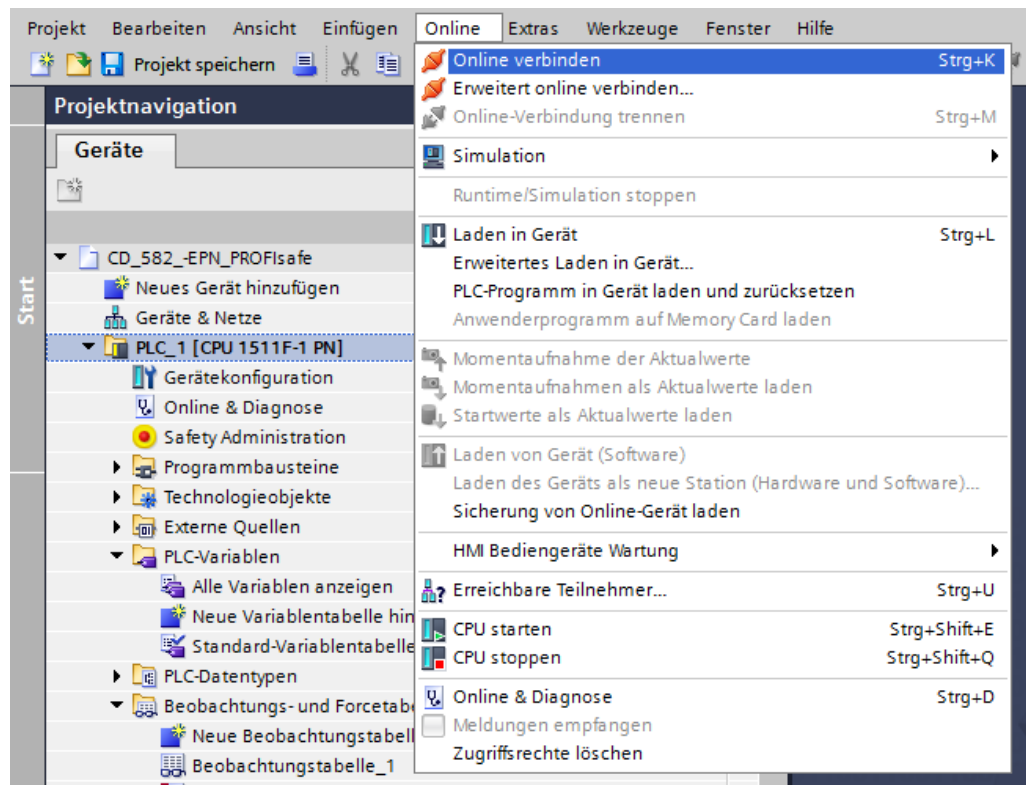 Projekt Bearbeiten Ansicht Einfügen Online Extras Werkzeuge Fenster Hilfe
Projekt speichern
Projektnavigation
Geräte
Start
CD_582_-EPN_PROFIsafe
Neues Gerät hinzufügen
Geräte & Netze
PLC_1 [CPU 1511F-1 PN]
Gerätekonfiguration
Online & Diagnose
Safety Administration
Programmbausteine
Technologieobjekte
Externe Quellen
PLC-Variablen
Alle Variablen anzeigen
Neue Variablentabelle hin
Standard-Variablentabelle
PLC-Datentypen
Beobachtungs- und Forcetab
Neue Beobachtungstabell
Beobachtungstabelle_1
Online verbinden Strg+K
Erweitert online verbinden...
Online-Verbindung trennen Strg+M
Simulation
Runtime/Simulation stoppen
Laden in Gerät Strg+L
Erweitertes Laden in Gerät...
PLC-Programm in Gerät laden und zurücksetzen
Anwenderprogramm auf Memory Card laden
Momentaufnahme der Aktualwerte
Momentaufnahmen als Aktualwerte laden
Startwerte als Aktualwerte laden
Laden von Gerät (Software)
Laden des Geräts als neue Station (Hardware und Software)...
Sicherung von Online-Gerät laden
HMI Bediengeräte Wartung
Erreichbare Teilnehmer... Strg+U
CPU starten Strg+Shift+E
CPU stoppen Strg+Shift+Q
Online & Diagnose Strg+D
Meldungen empfangen
Zugriffsrechte löschen